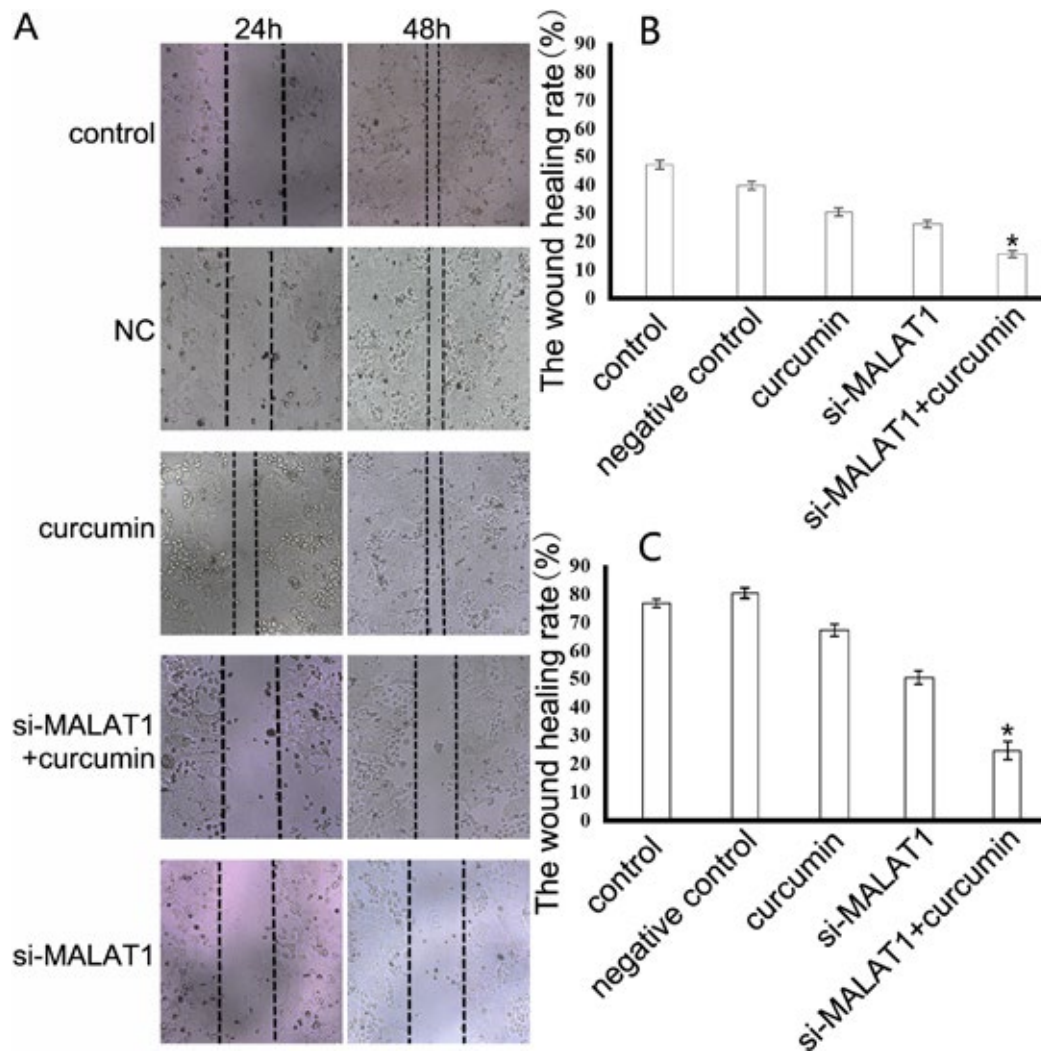 A
24h
48h
control
NC
curcumin
si-MALAT1
+curcumin
si-MALAT1
B
The wound healing rate (%)
90
80
70
60
50
40
30
20
10
0
*
control
negative control
curcumin
si-MALAT1
si-MALAT1+curcumin
C
The wound healing rate (%)
90
80
70
60
50
40
30
20
10
0
*
control
negative control
curcumin
si-MALAT1
si-MALAT1+curcumin